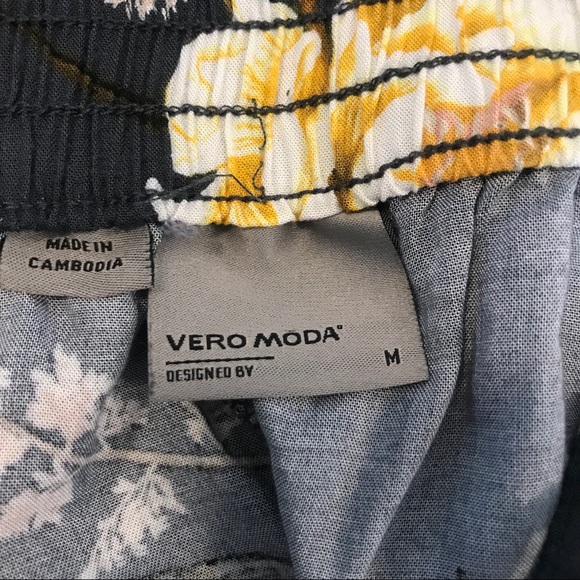 MADE IN
CAMBODIA
VERO MODA®
DESIGNED BY
M